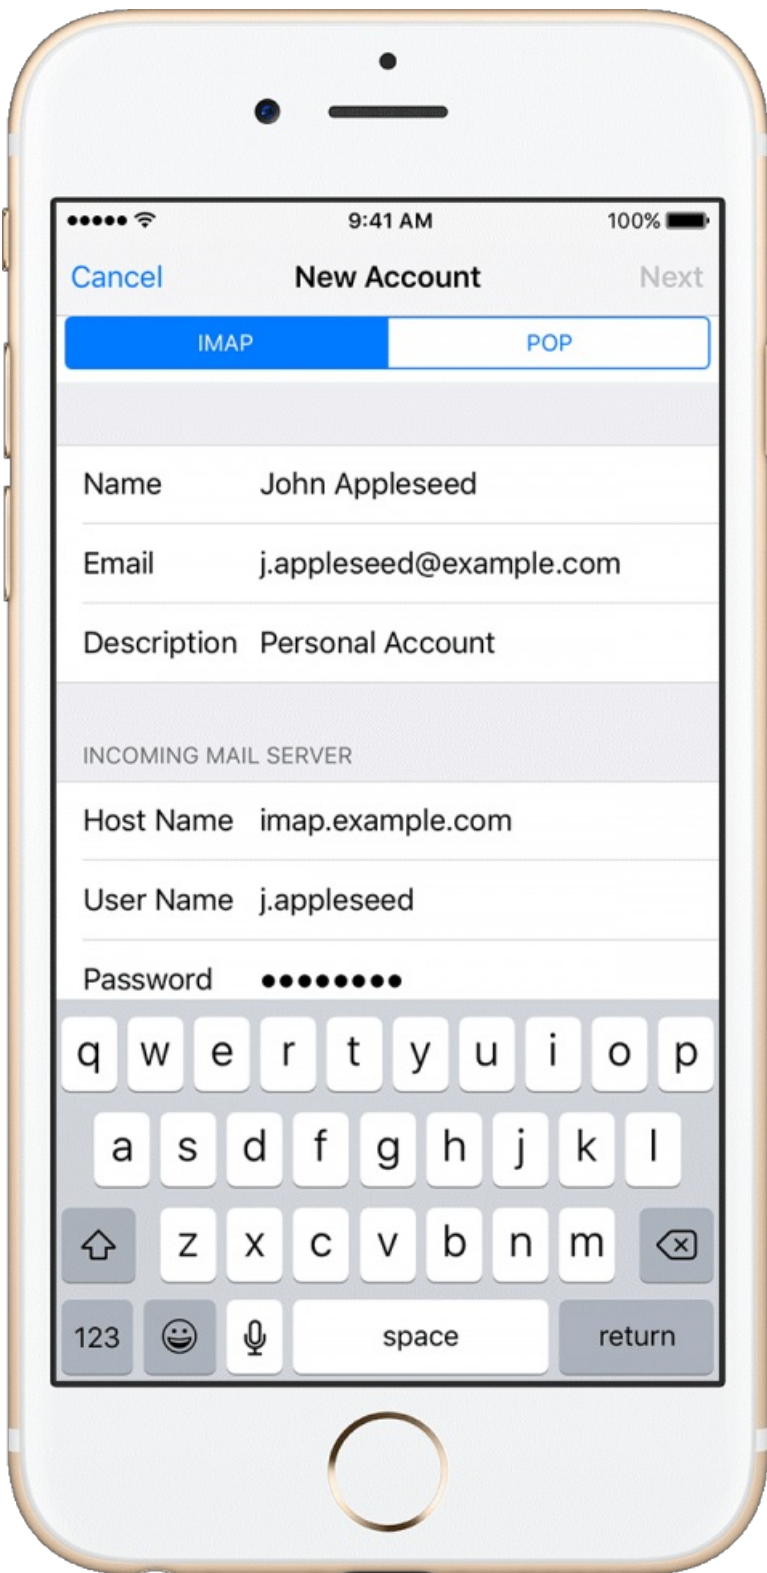 9:41 AM 100%
Cancel New Account Next
IMAP POP
Name John Appleseed
Email j.appleseed@example.com
Description Personal Account
INCOMING MAIL SERVER
Host Name imap.example.com
User Name j.appleseed
Password ●●●●●●●●
q w e r t y u i o p
a s d f g h j k l
z x c v b n m
123 space return